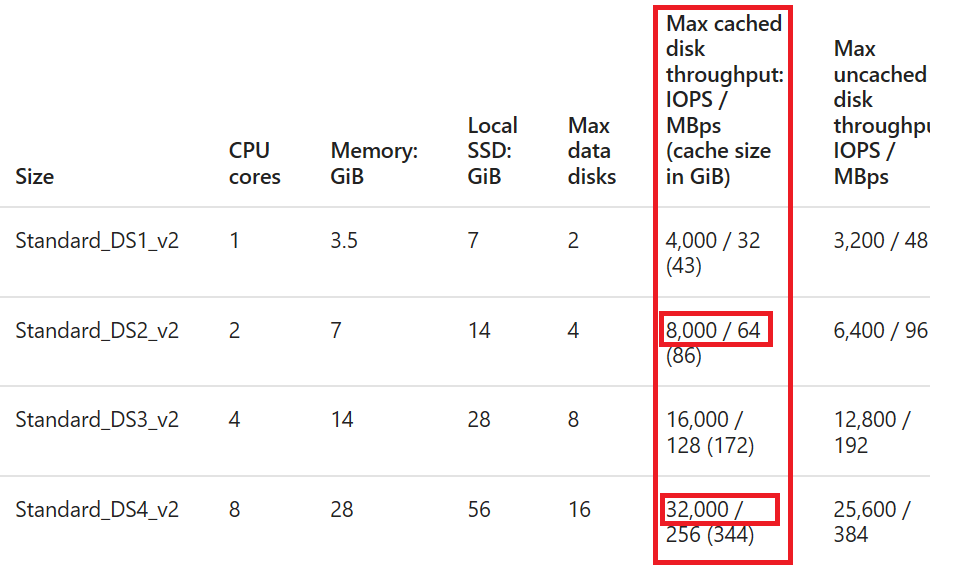 Size
CPU
cores
Memory:
GiB
Local
SSD:
GiB
Max
data
disks
Max cached
disk
throughput:
IOPS /
MBps
(cache size
in GiB)
Max
uncached
disk
throughpu
IOPS /
MBps
Standard_DS1_v2 1 3.5 7 2 4,000 / 32 3,200 / 48
(43)
Standard_DS2_v2 2 7 14 4 8,000 / 64 6,400 / 96
(86)
Standard_DS3_v2 4 14 28 8 16,000 / 12,800 /
128 (172) 192
Standard_DS4_v2 8 28 56 16 32,000 / 25,600 /
256 (344) 384